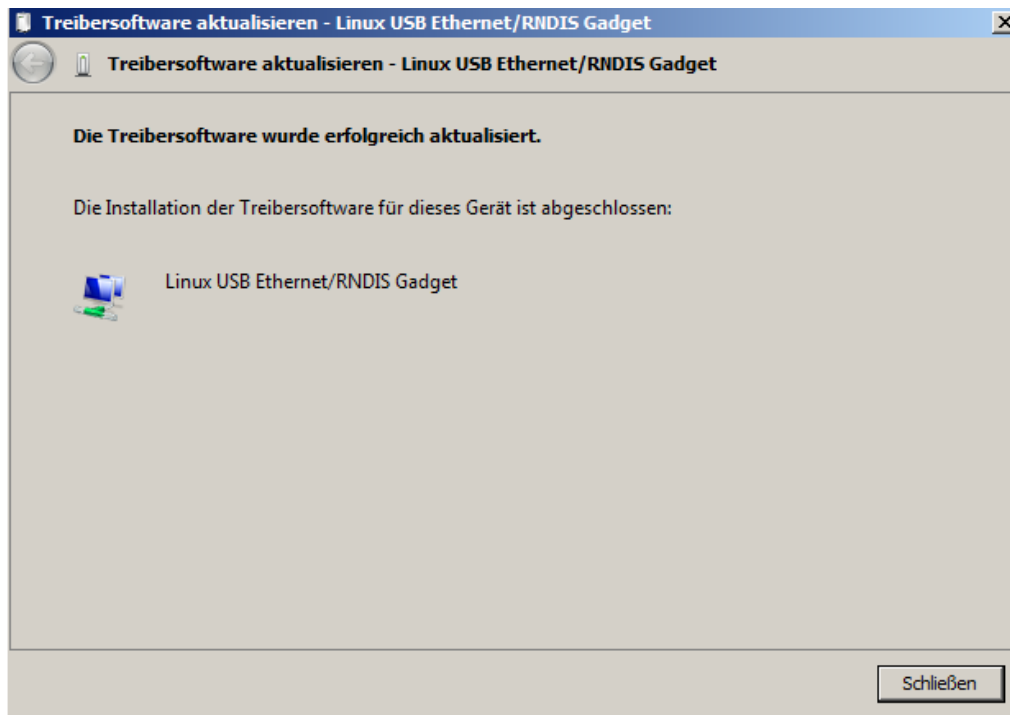 Treibersoftware aktualisieren - Linux USB Ethernet/RNDIS Gadget
Treibersoftware aktualisieren - Linux USB Ethernet/RNDIS Gadget
Die Treibersoftware wurde erfolgreich aktualisiert.
Die Installation der Treibersoftware für dieses Gerät ist abgeschlossen:
Linux USB Ethernet/RNDIS Gadget
Schließen